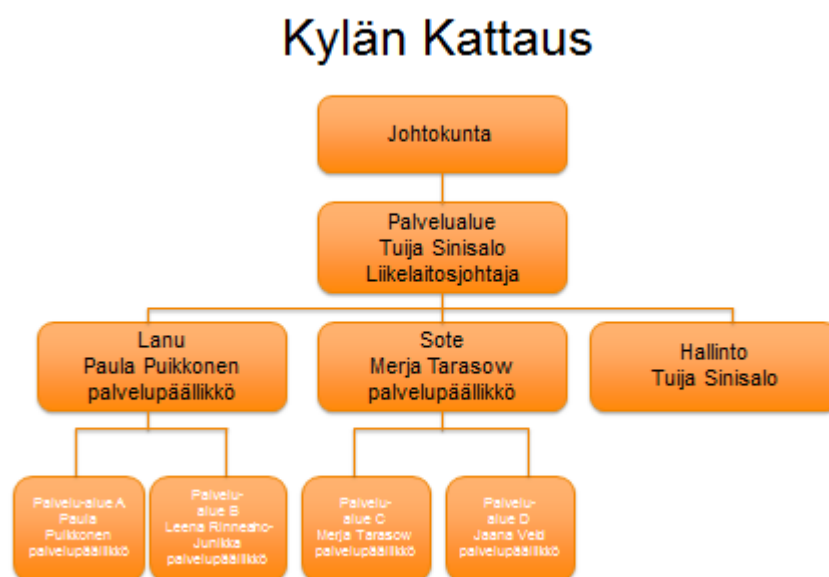 Kylän Kattaus
Johtokunta
Palvelualue
Tuija Sinisalo
Liikelaitosjohtaja
Lanu
Paula Puikkonen
palvelupäällikkö
Sote
Merja Tarasow
palvelupäällikkö
Hallinto
Tuija Sinisalo
Palvelu-alue A
Paula
Puikkonen
palvelupäällikkö
Palvelu-
alue B
Leena Rinneaho-
Junikka
palvelupäällikkö
Palvelu-
alue C
Merja Tarasow
palvelupäällikkö
Palvelu-
alue D
Jaana Veld
palvelupäällikkö